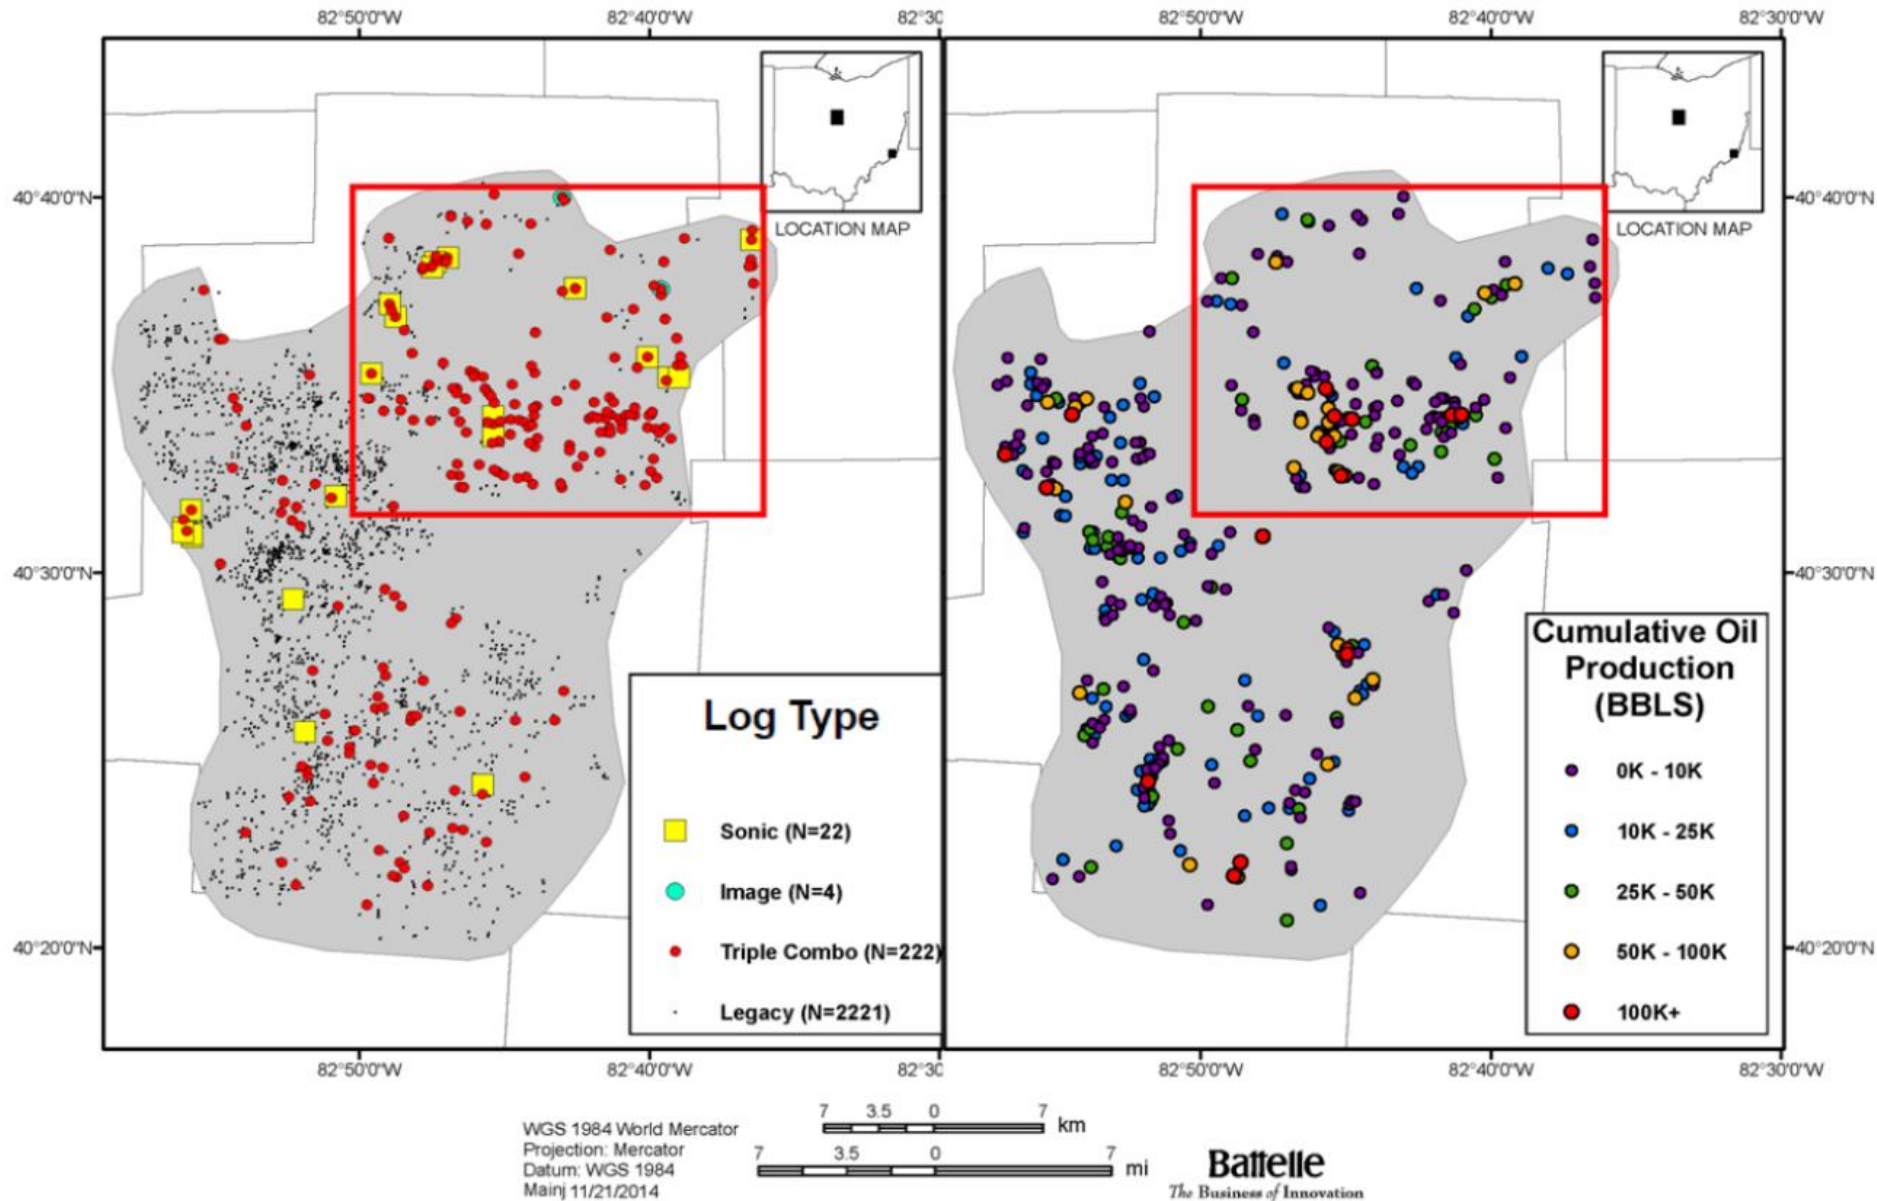 82°50'0"W 82°40'0"W 82°30 82°50'0"W 82°40'0"W 82°30'0"W
40°40'0"N
40°30'0"N
40°20'0"N
LOCATION MAP
Log Type
Sonic (N=22)
Image (N=4)
Triple Combo (N=222)
Legacy (N=2221)
LOCATION MAP
Cumulative Oil
Production
(BBLS)
0K - 10K
10K - 25K
25K - 50K
50K - 100K
100K+
40°40'0"N
40°30'0"N
40°20'0"N
82°50'0"W 82°40'0"W 82°30 82°50'0"W 82°40'0"W 82°30'0"W
WGS 1984 World Mercator
Projection: Mercator
Datum: WGS 1984
Mainj 11/21/2014
7 3.5 0 7 km
7 3.5 0 7 mi
Battelle
The Business of Innovation